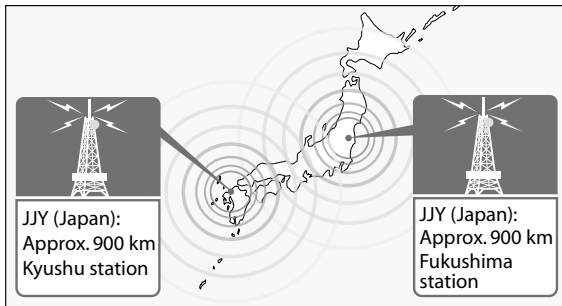 JJY (Japan):
Approx. 900 km
Kyushu station
JJY (Japan):
Approx. 900 km
Fukushima
station